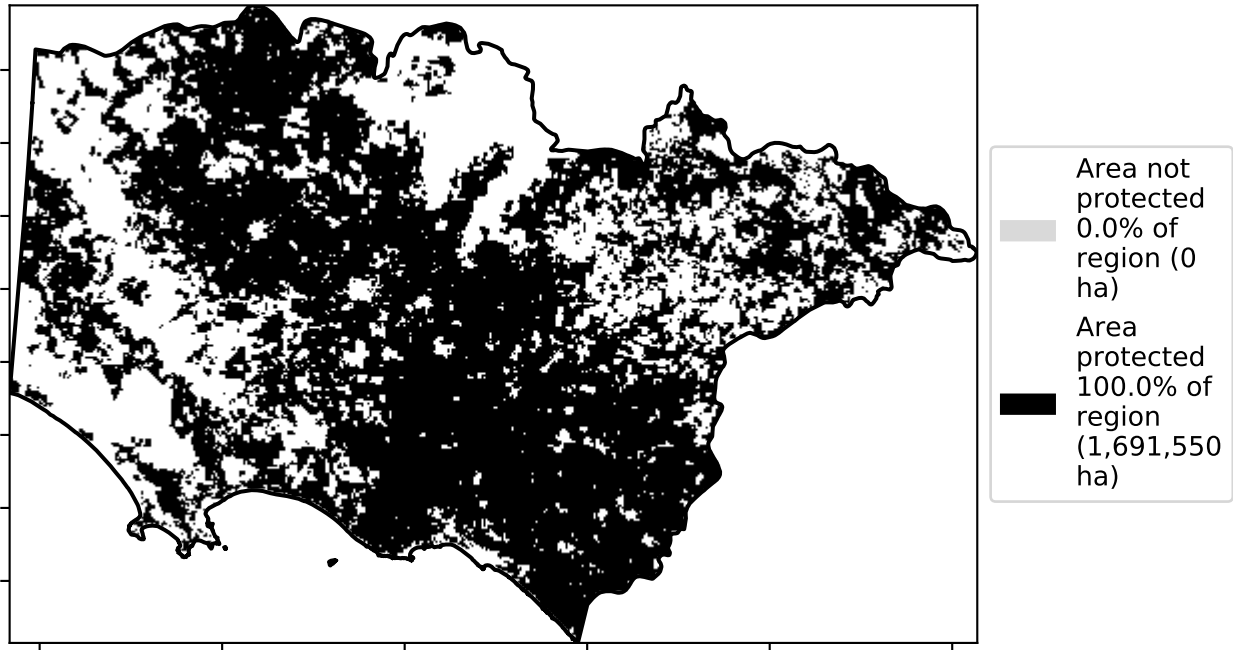 Area not
protected
0.0% of
region (0
ha)
Area
protected
100.0% of
region
(1,691,550
ha)